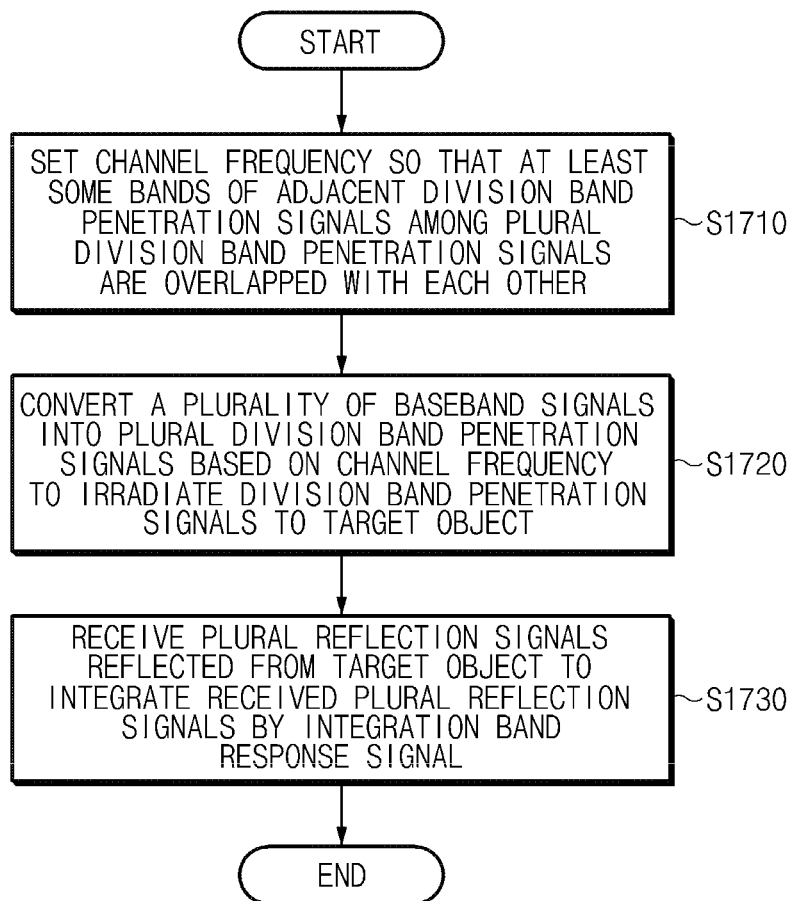 START
SET CHANNEL FREQUENCY SO THAT AT LEAST
SOME BANDS OF ADJACENT DIVISION BAND
PENETRATION SIGNALS AMONG PLURAL
DIVISION BAND PENETRATION SIGNALS
ARE OVERLAPPED WITH EACH OTHER
S1710
CONVERT A PLURALITY OF BASEBAND SIGNALS
INTO PLURAL DIVISION BAND PENETRATION
SIGNALS BASED ON CHANNEL FREQUENCY
TO IRRADIATE DIVISION BAND PENETRATION
SIGNALS TO TARGET OBJECT
S1720
RECEIVE PLURAL REFLECTION SIGNALS
REFLECTED FROM TARGET OBJECT TO
INTEGRATE RECEIVED PLURAL REFLECTION
SIGNALS BY INTEGRATION BAND
RESPONSE SIGNAL
S1730
END